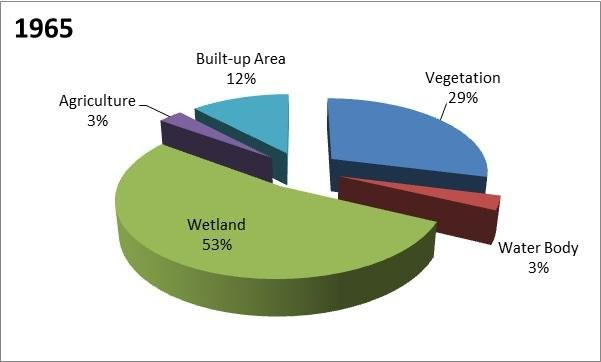 1965
Built-up Area
12%
Vegetation
29%
Agriculture
3%
Wetland
53%
Water Body
3%